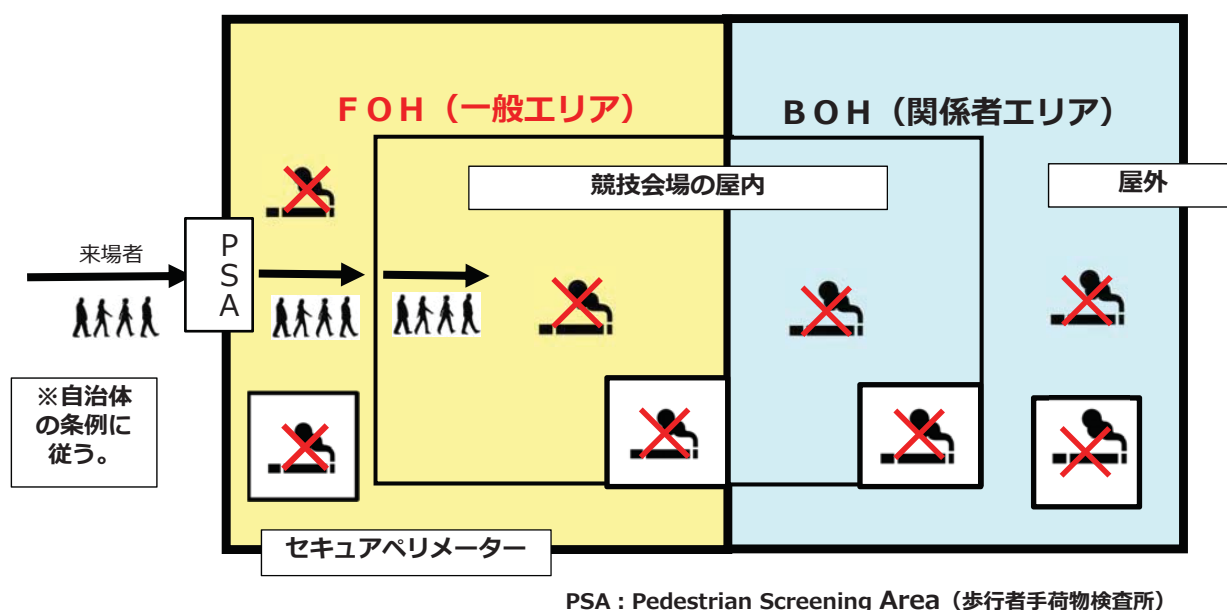 FOH（一般エリア）
BOH（関係者エリア）
競技会場の屋内
屋外
来場者
P
S
A
※自治体
の条例に
従う。
セキュアペリメーター
PSA：Pedestrian Screening Area（歩行者手荷物検査所）